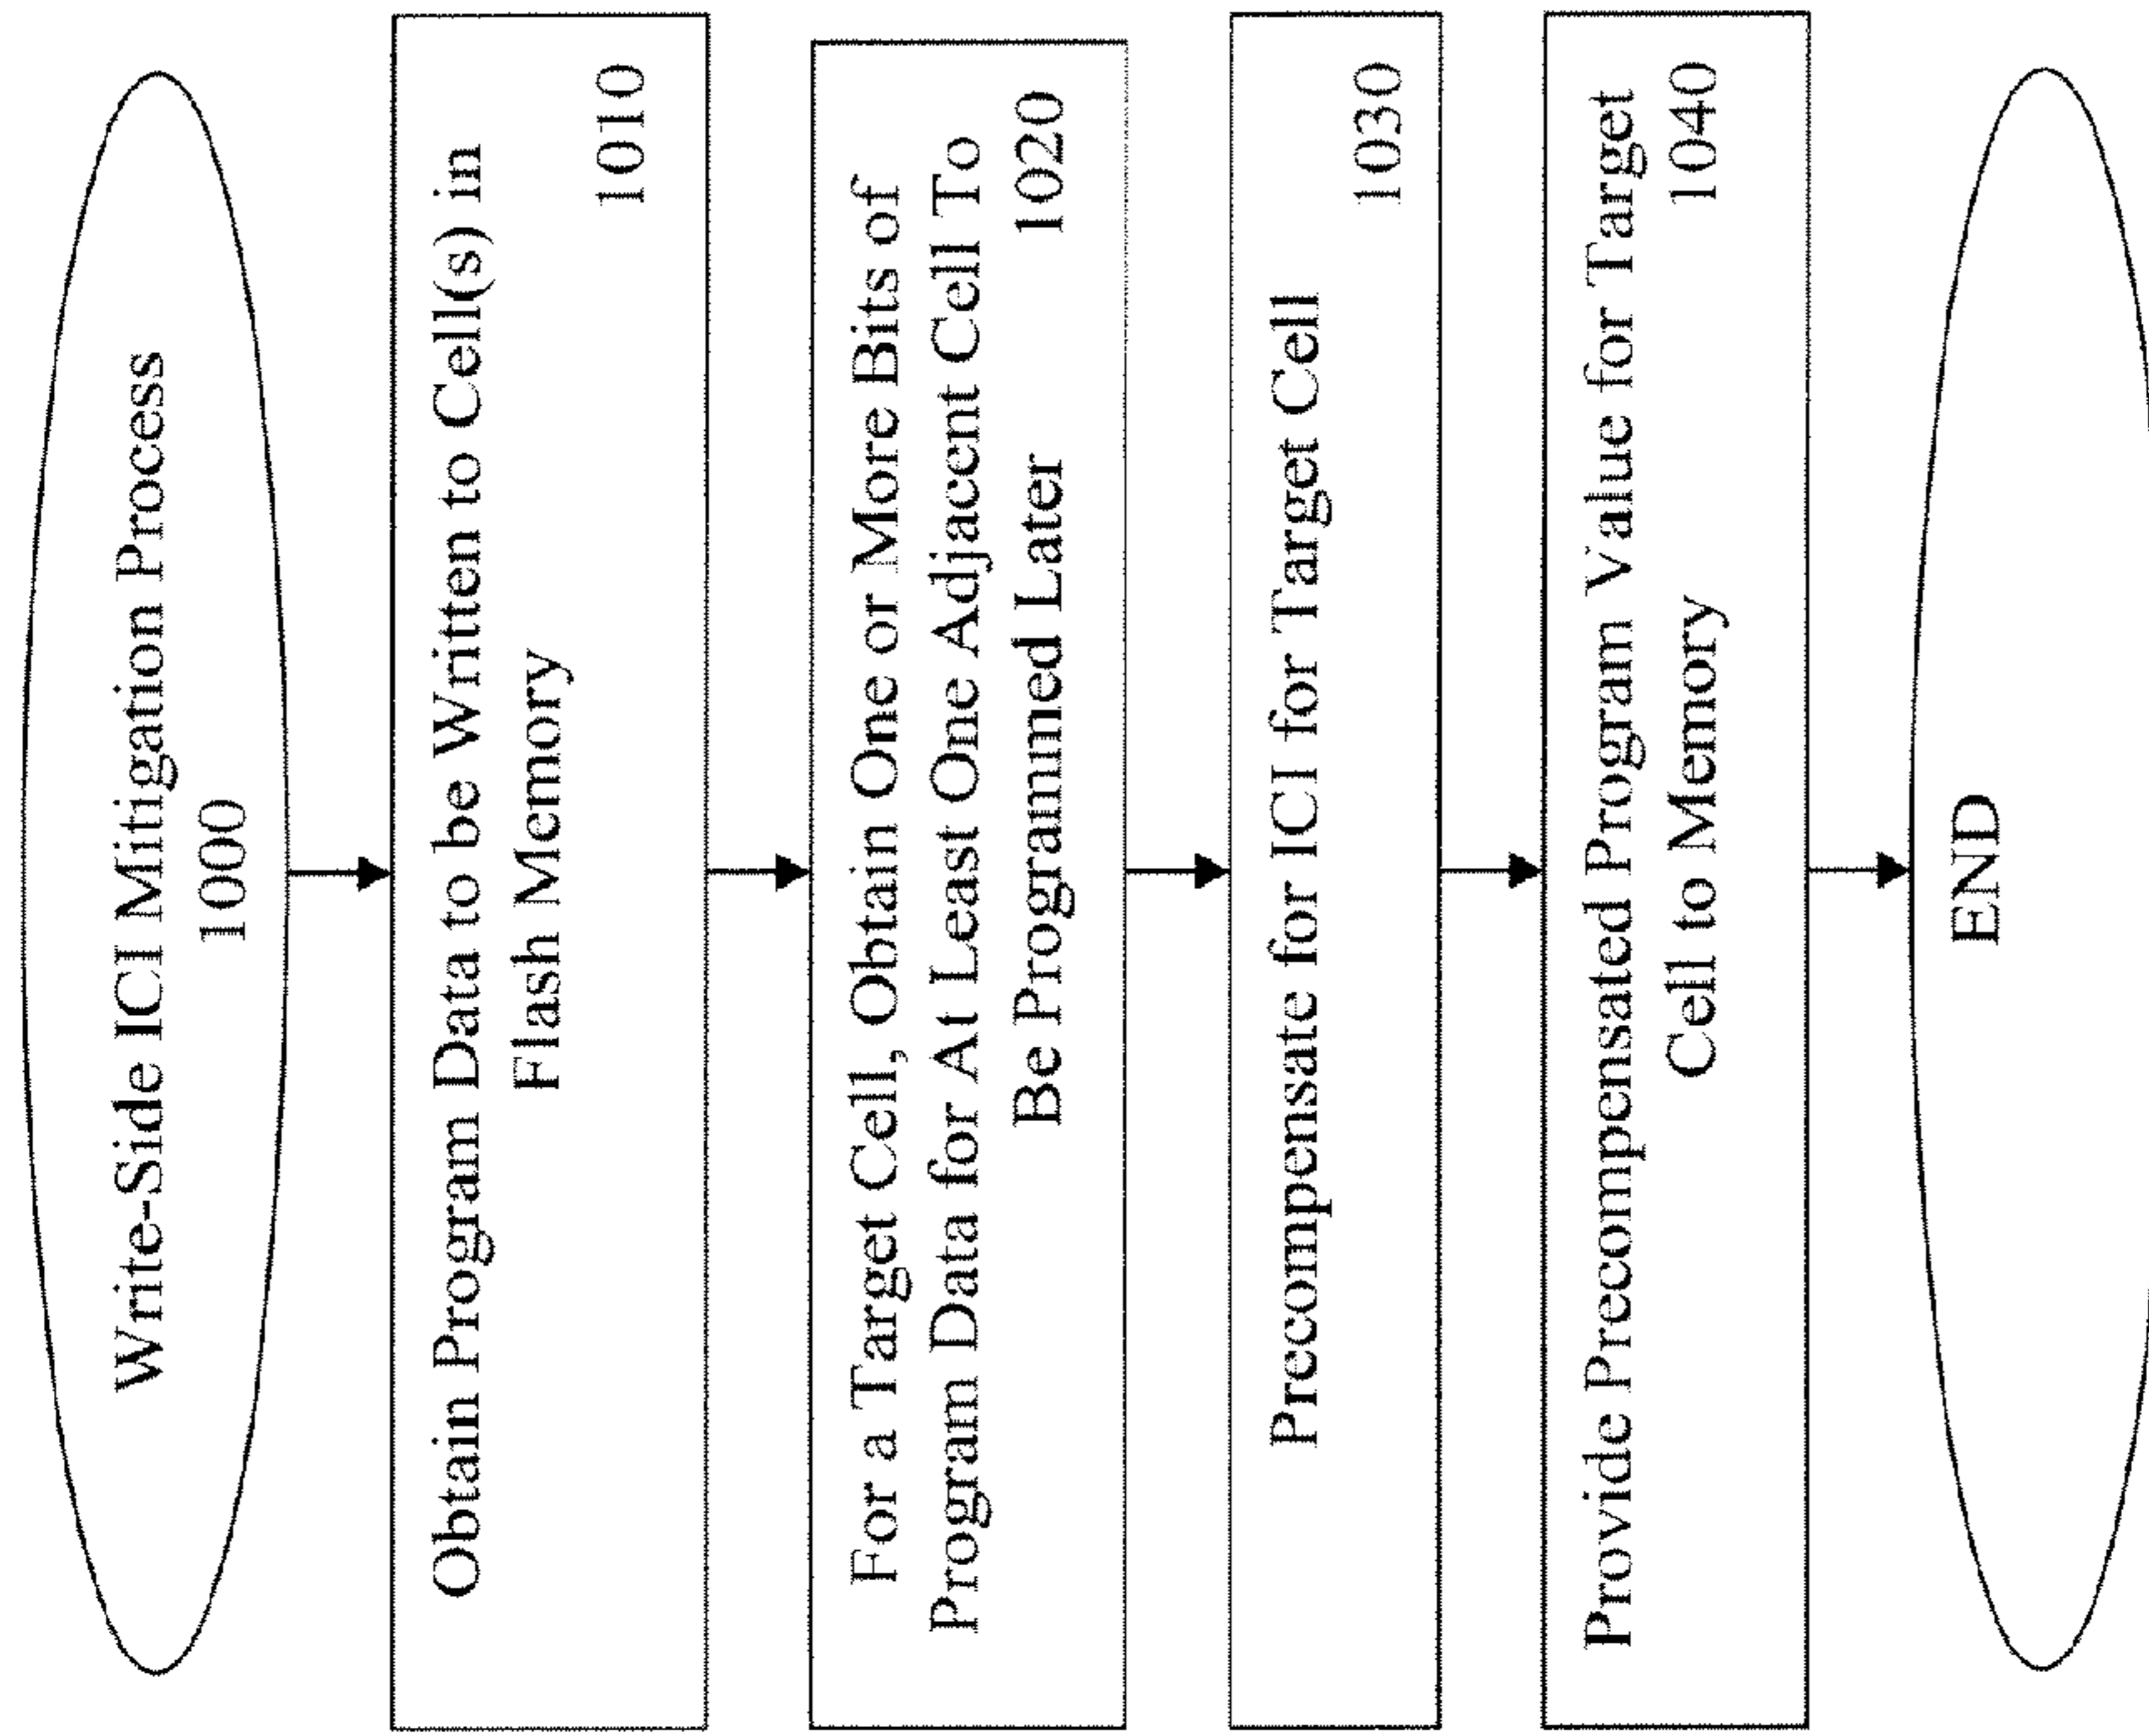 Write-Side ICI Mitigation Process
1000
Obtain Program Data to be Written to Cell(s) in
Flash Memory
1010
For a Target Cell, Obtain One or More Bits of
Program Data for At Least One Adjacent Cell To
Be Programmed Later 1020
Precompensate for ICI for Target Cell
1030
Provide Precompensated Program Value for Target
Cell to Memory 1040
END